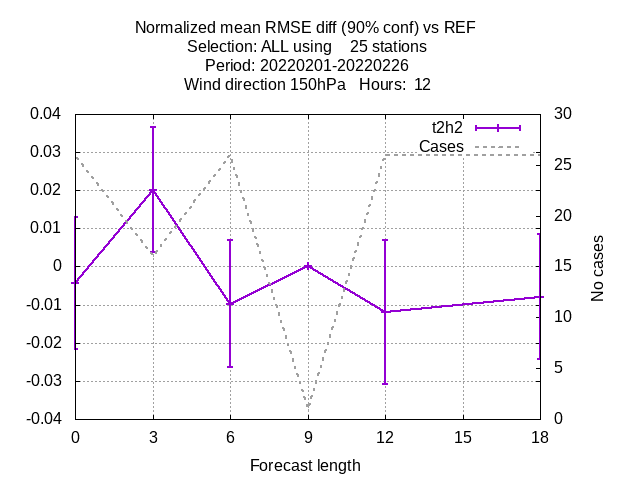 Normalized mean RMSE diff (90% conf) vs REF
Selection: ALL using    25 stations
Period: 20220201-20220226
Wind direction 150hPa   Hours:  12
t2h2
Cases
0.04
0.03
0.02
0.01
0
-0.01
-0.02
-0.03
-0.04
30
25
20
15
10
5
0
No cases
0 3 6 9 12 15 18
Forecast length